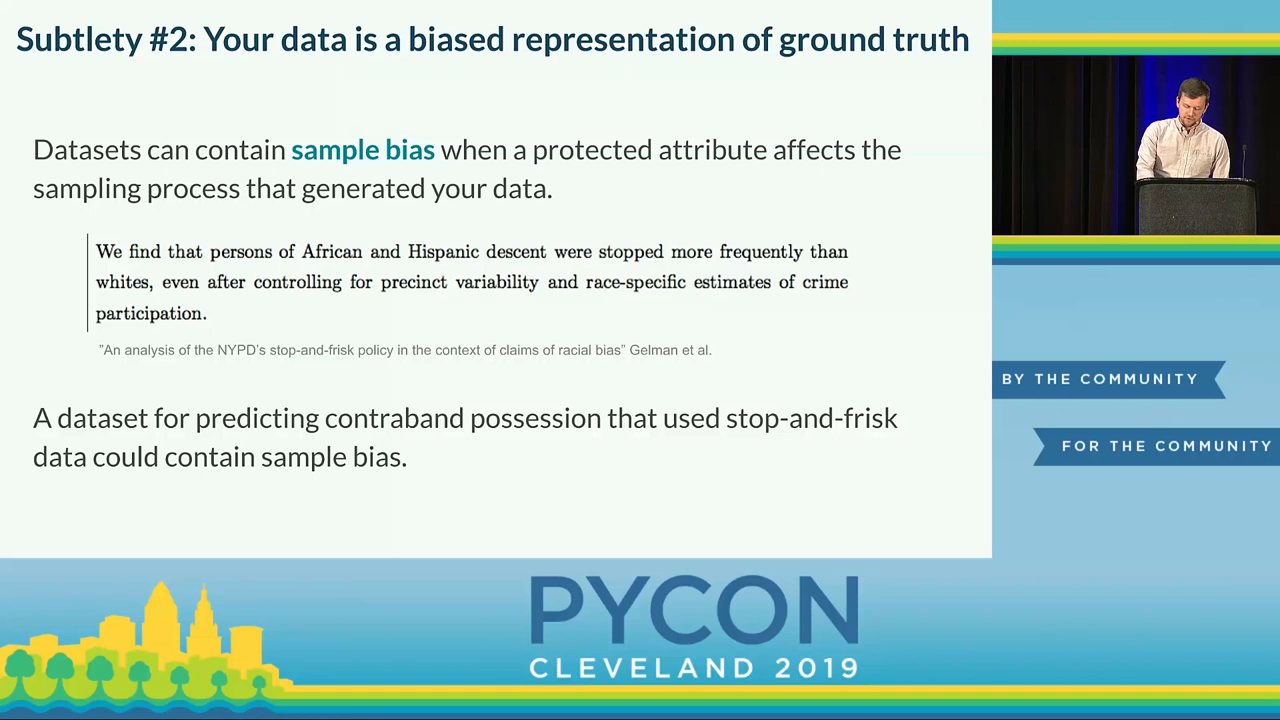 Subtlety #2: Your data is a biased representation of ground truth
Datasets can contain sample bias when a protected attribute affects the
sampling process that generated your data.
We find that persons of African and Hispanic descent were stopped more frequently than
whites, even after controlling for precinct variability and race-specific estimates of crime
participation.
"An analysis of the NYPD's stop-and-frisk policy in the context of claims of racial bias" Gelman et al.
A dataset for predicting contraband possession that used stop-and-frisk
data could contain sample bias.
BY THE COMMUNITY
FOR THE COMMUNITY
PYCON
CLEVELAND 2019